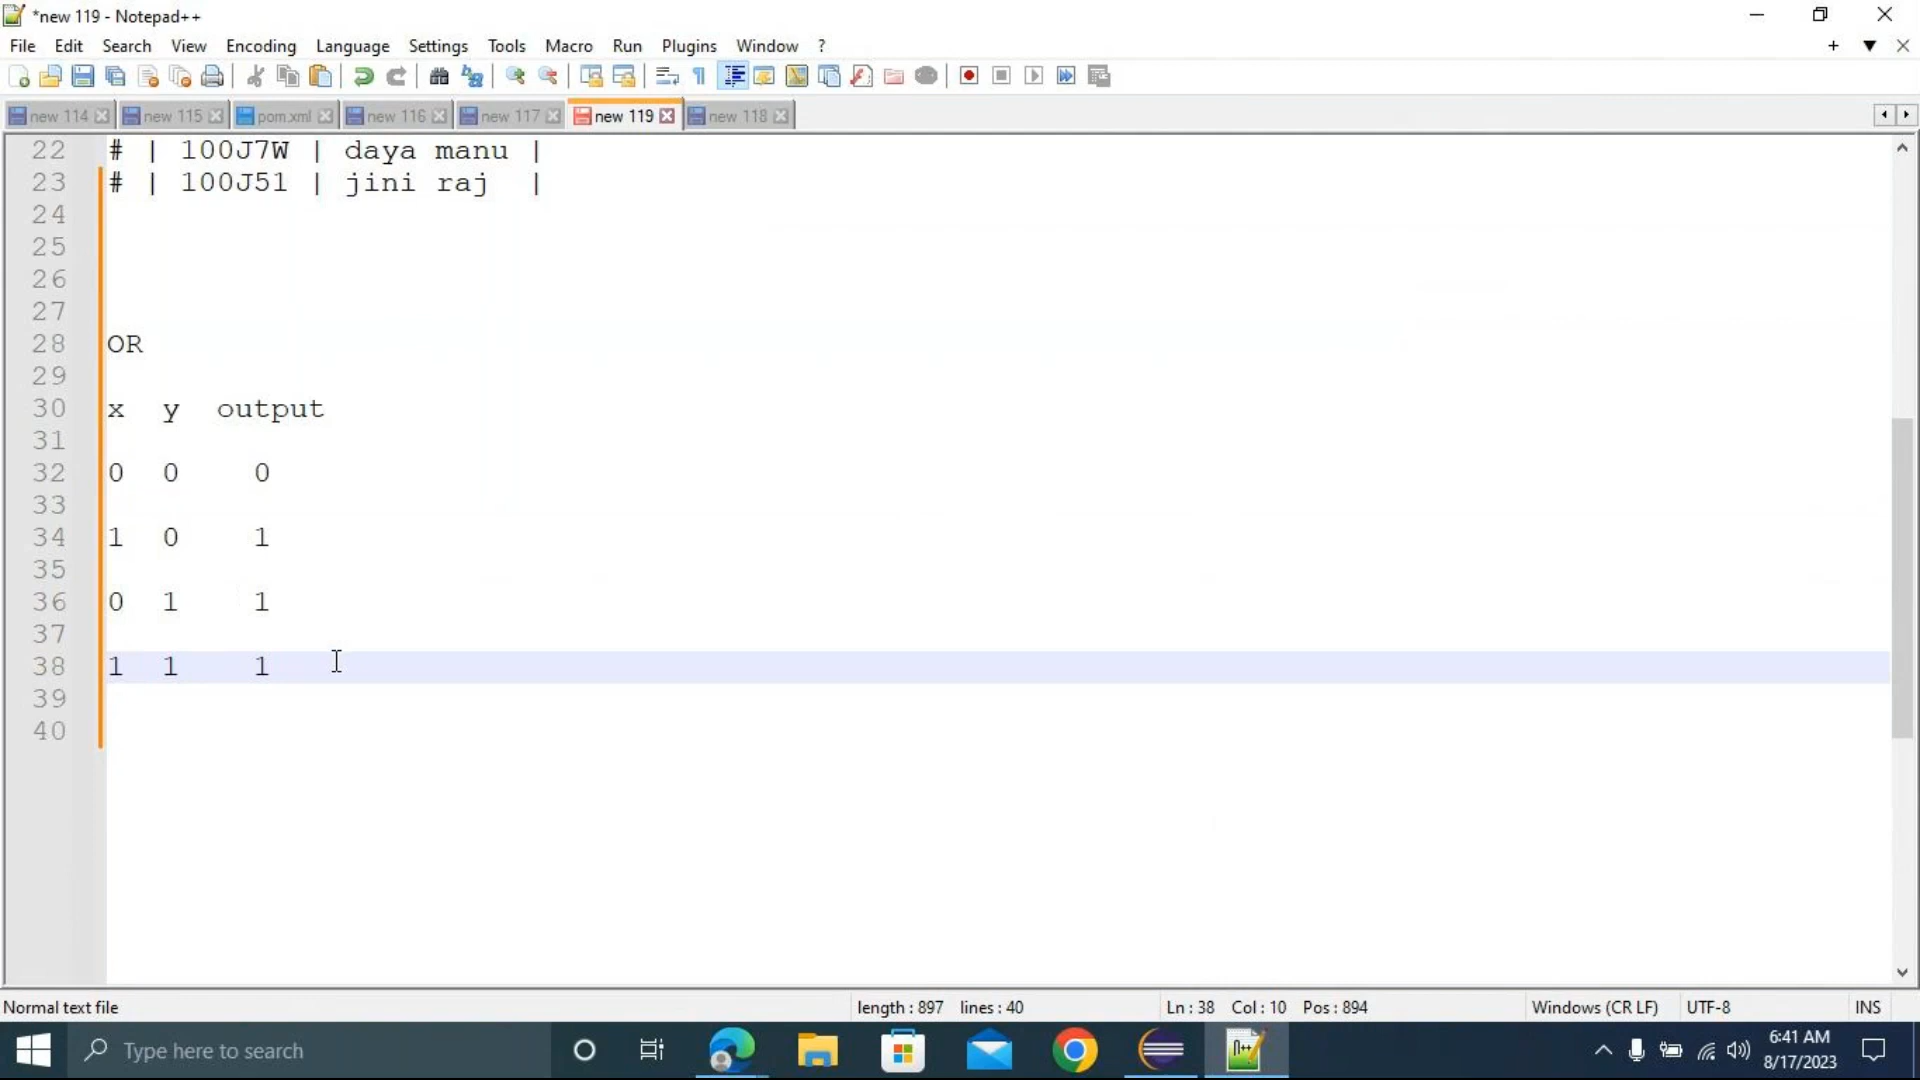 *new 119 - Notepad++
File Edit Search View Encoding Language Settings Tools Macro Run Plugins Window ?
new 114 new 115 pom.xml new 116 new 117 new 119 new 118
22 # | 100J7W | daya manu |
23 # | 100J51 | jini raj |
24
25
26
27
28 OR
29
30 x y output
31
32 0 0 0
33
34 1 0 1
35
36 0 1 1
37
38 1 1 1
39
40
Normal text file length : 897 lines : 40 Ln : 38 Col : 10 Pos : 894 Windows (CR LF) UTF-8 INS
Type here to search
6:41 AM
8/17/2023